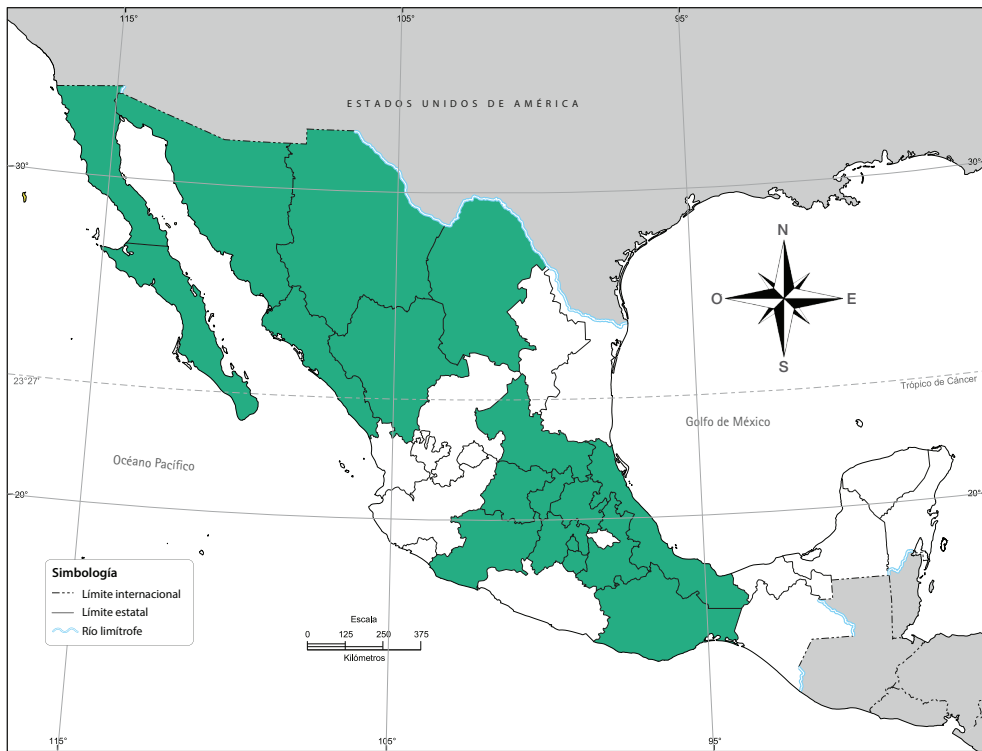 115°
105°
95°
ESTADOS UNIDOS DE AMÉRICA
30°
30°
N
O
E
S
23°27'
Trópico de Cáncer
Golfo de México
Océano Pacífico
20°
20°
Simbología
Límite internacional
Límite estatal
Río limítrofe
Escala
0 125 250 375
Kilómetros
115°
105°
95°